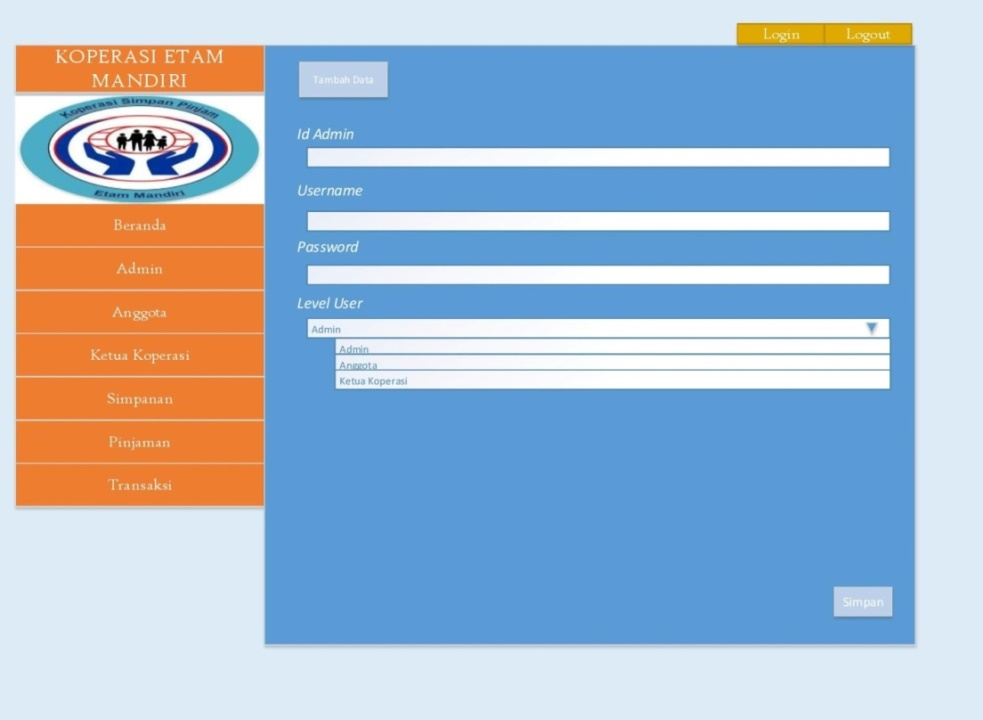 Login
Logout
KOPERASI ETAM
MANDIRI
Koperasi Simpan Pinjam
Etam Mandiri
Beranda
Admin
Anggota
Ketua Koperasi
Simpanan
Pinjaman
Transaksi
Tambah Data
Id Admin
Username
Password
Level User
Admin
Admin
Anggota
Ketua Koperasi
Simpan